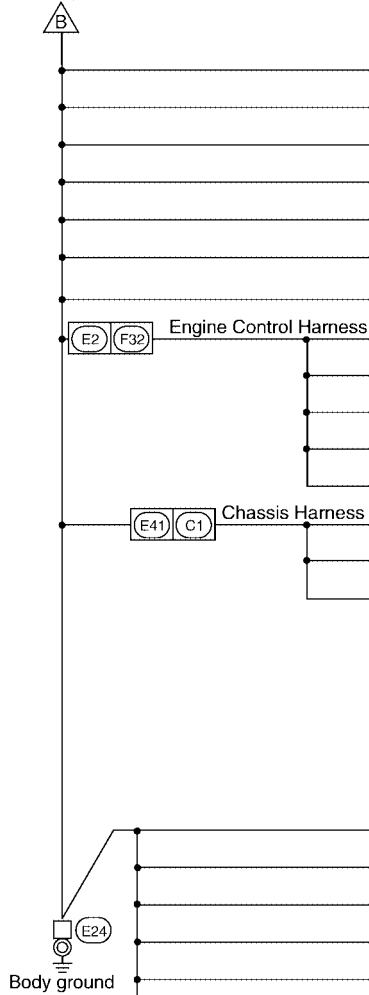 B
Engine Control Harness
E2 F32
Chassis Harness
E41 C1
E24
Body ground